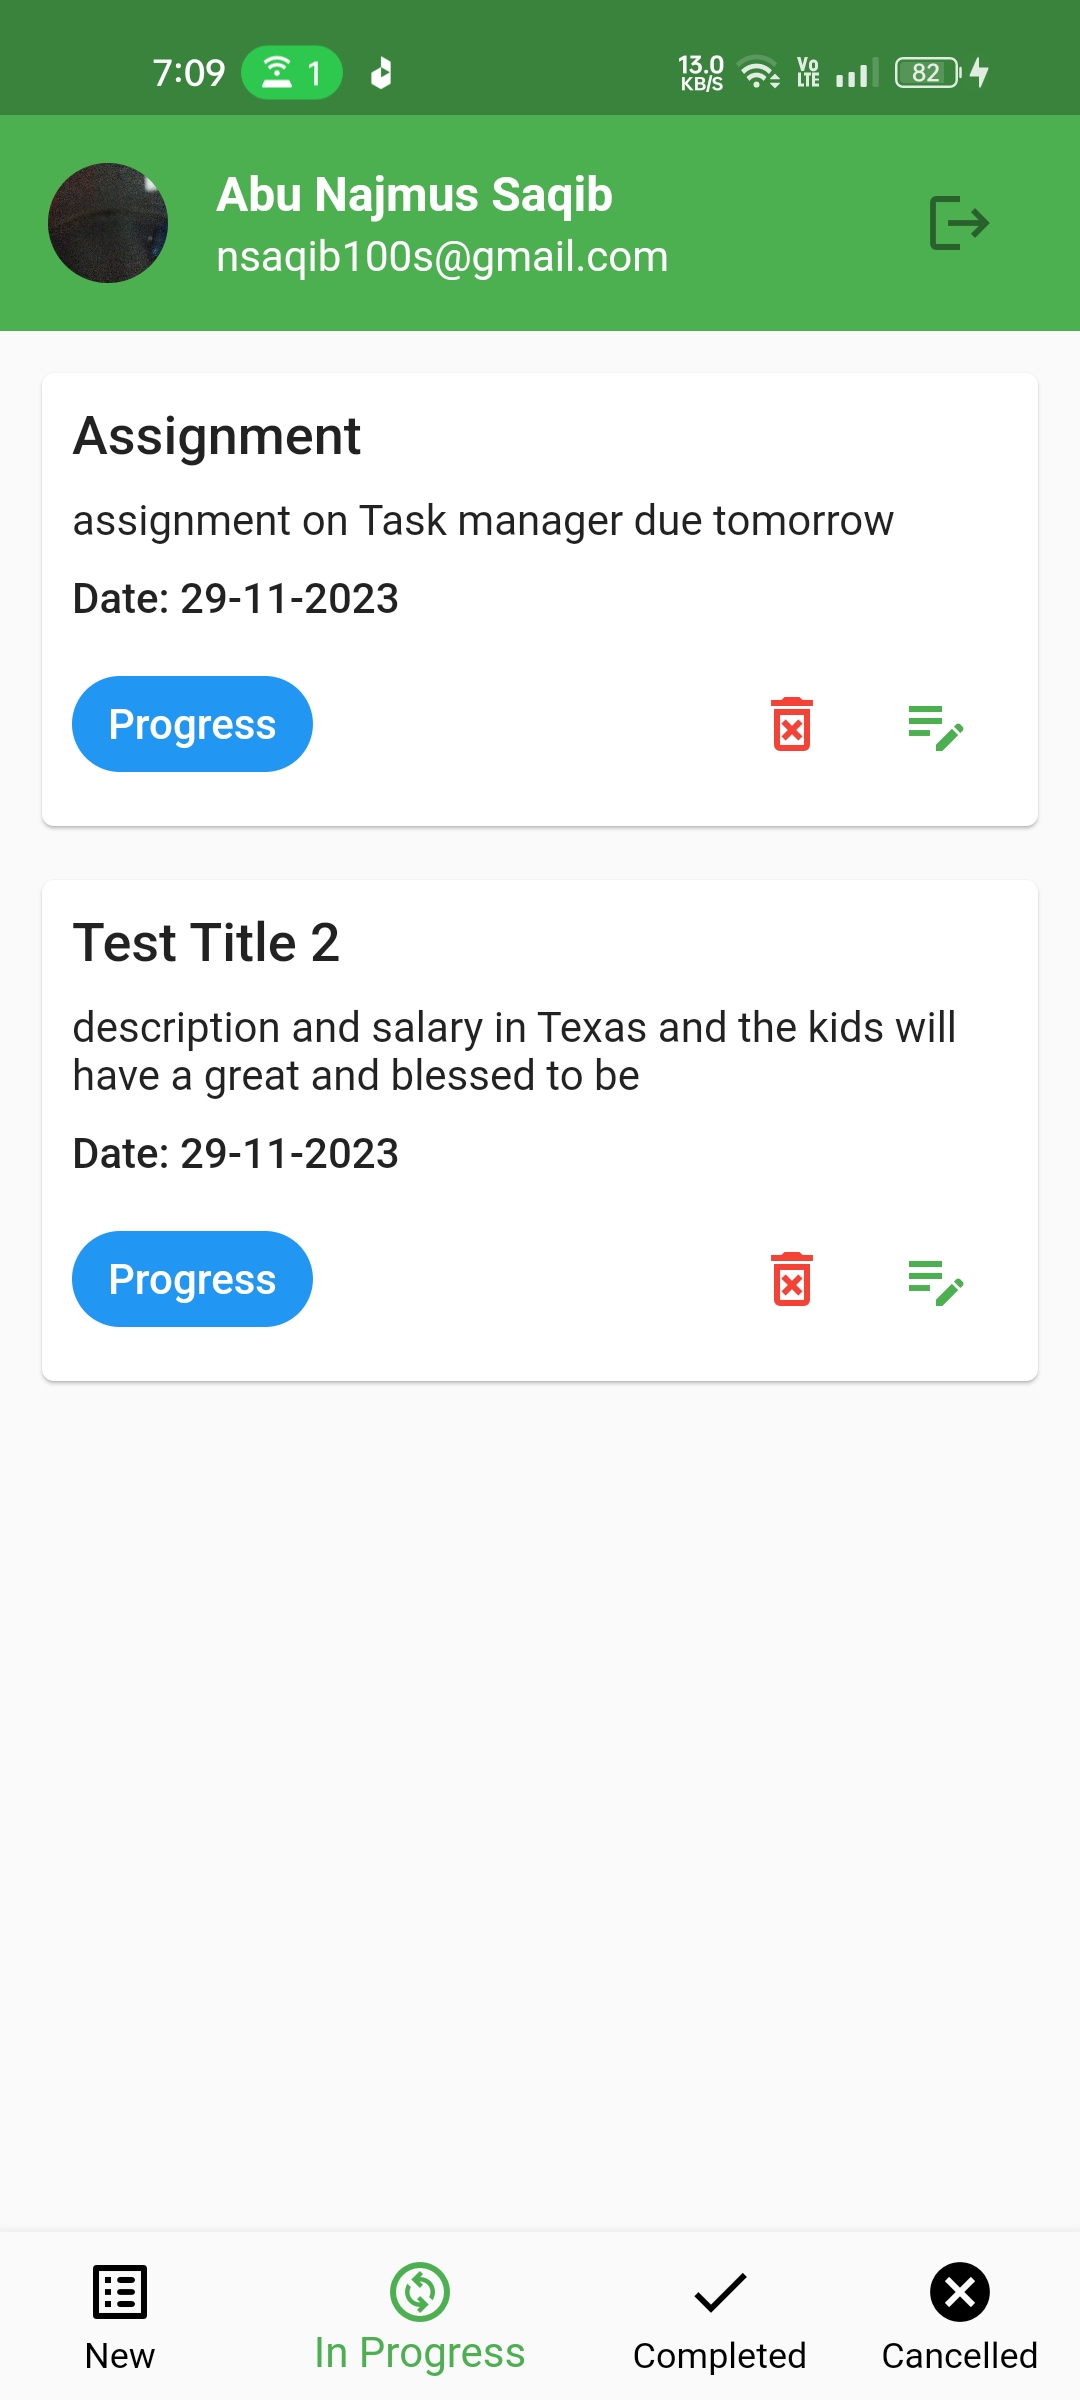 7:09 1 13.0 KB/S Vo LTE 82
Abu Najmus Saqib
nsaqib100s@gmail.com
Assignment
assignment on Task manager due tomorrow
Date: 29-11-2023
Progress
Test Title 2
description and salary in Texas and the kids will
have a great and blessed to be
Date: 29-11-2023
Progress
New In Progress Completed Cancelled